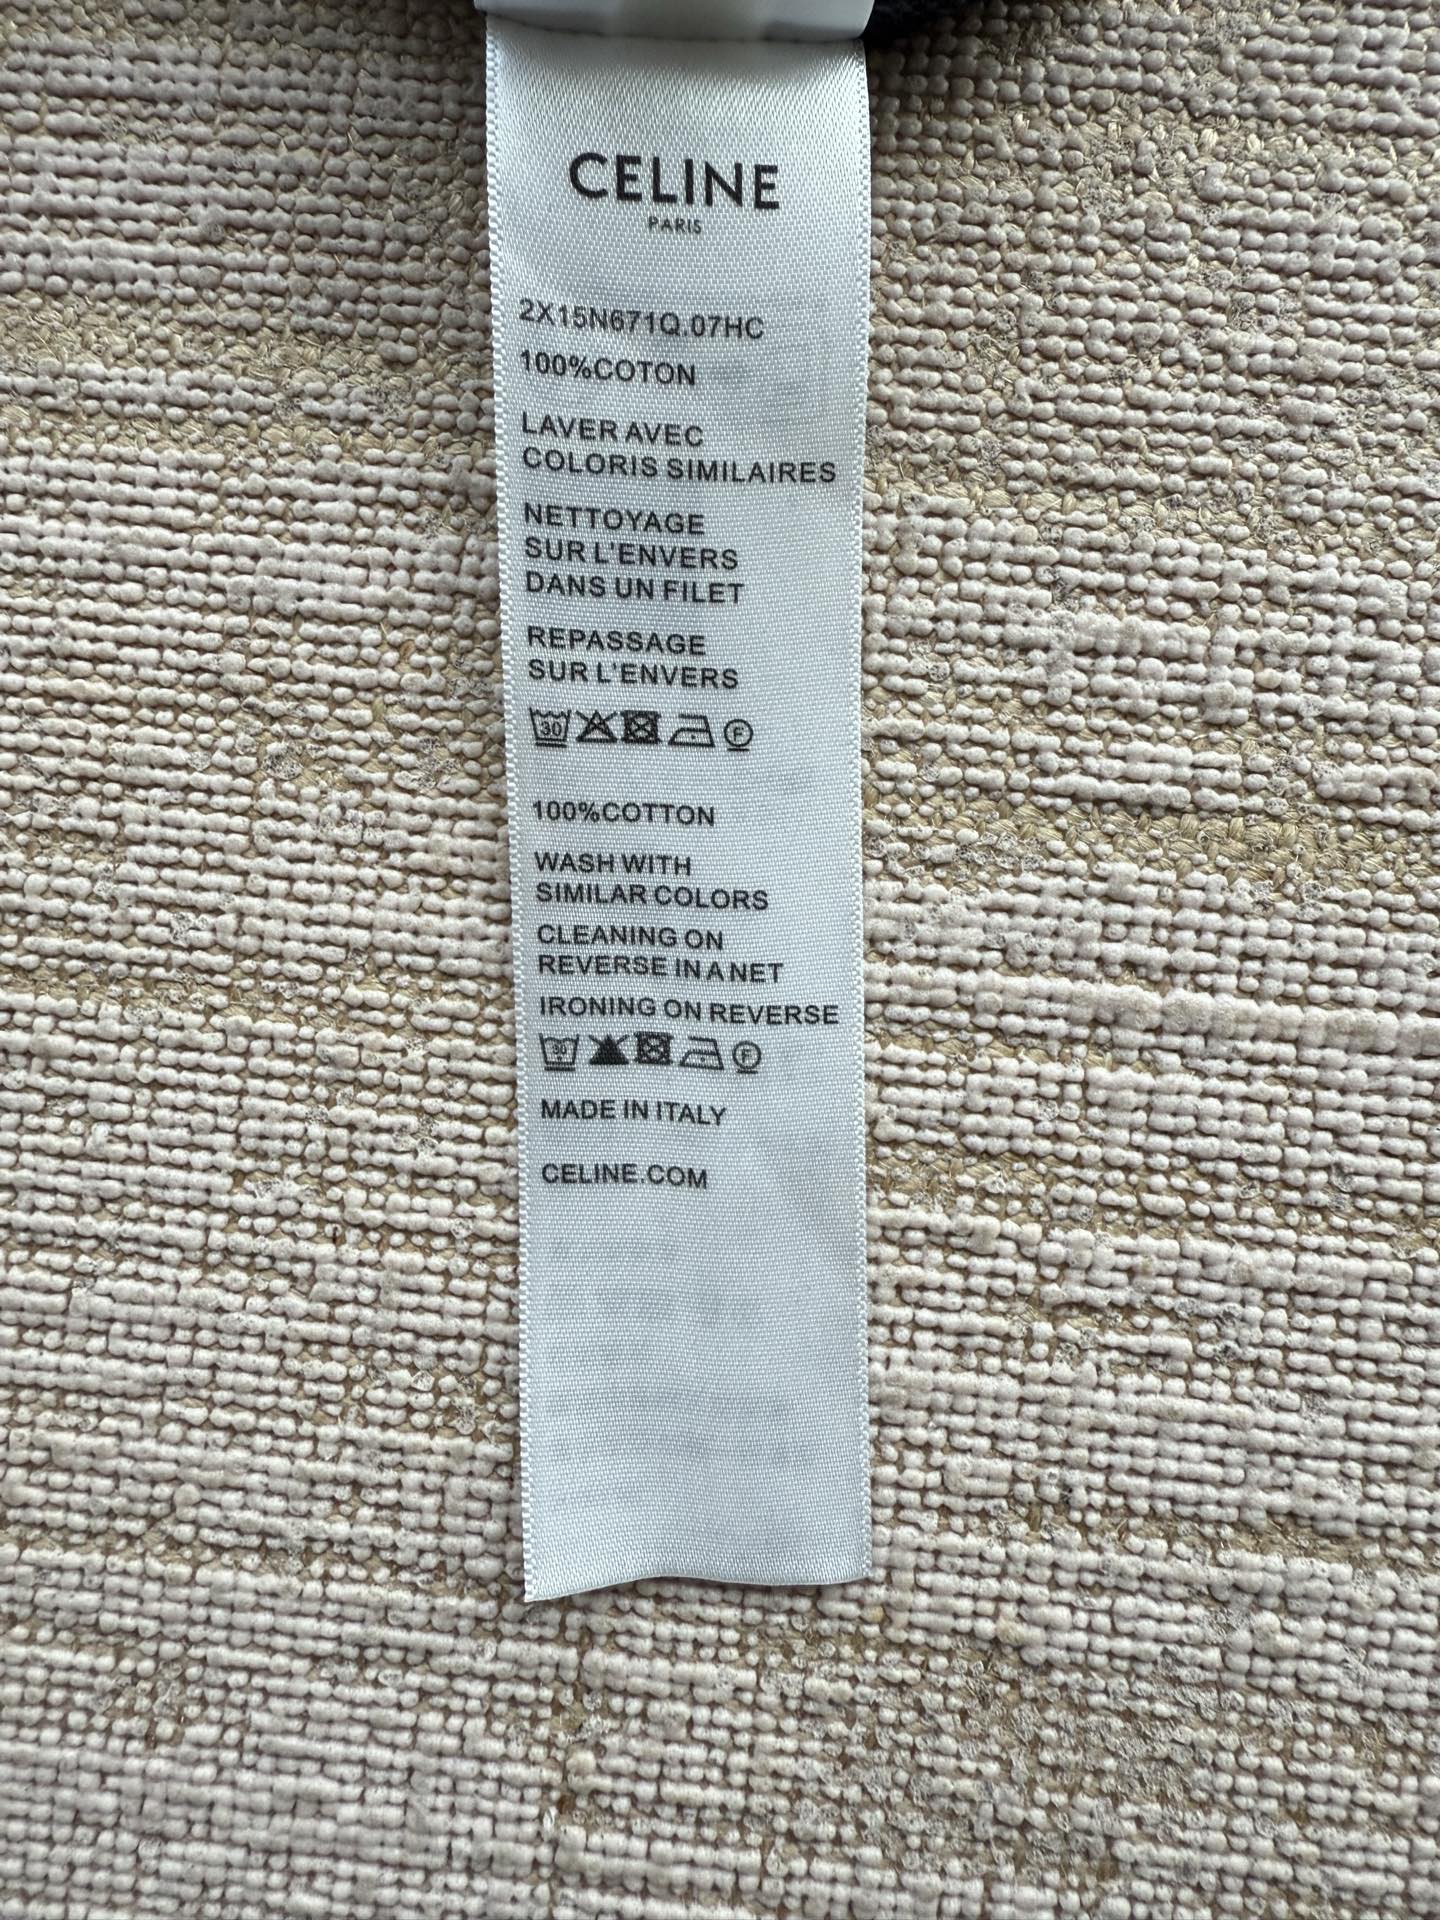 CELINE
PARIS
2X15N671Q.07HC
100%COTON
LAVER AVEC
COLORIS SIMILAIRES
NETTOYAGE
SUR L'ENVERS
DANS UN FILET
REPASSAGE
SUR L'ENVERS
30 F
100%COTTON
WASH WITH
SIMILAR COLORS
CLEANING ON
REVERSE IN A NET
IRONING ON REVERSE
30 F
MADE IN ITALY
CELINE.COM